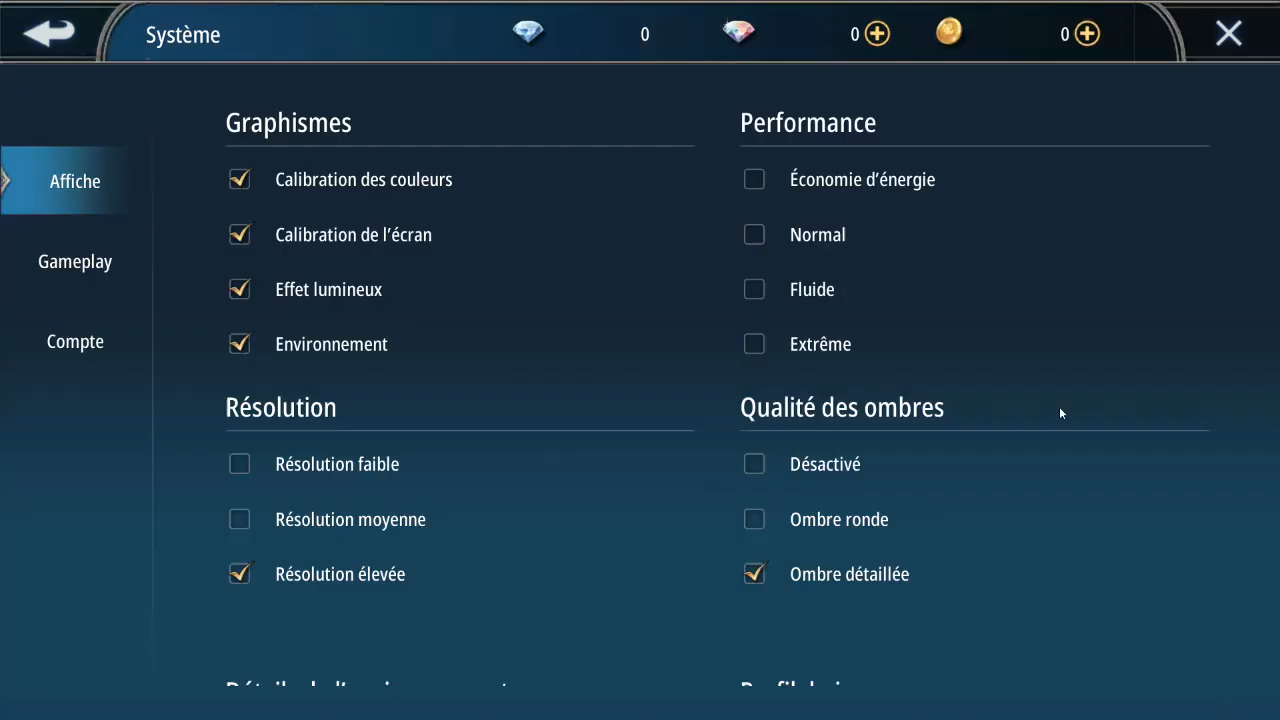 Système
0
0
0
Affiche
Gameplay
Compte
Graphismes
Calibration des couleurs
Calibration de l'écran
Effet lumineux
Environnement
Performance
Économie d'énergie
Normal
Fluide
Extrême
Résolution
Résolution faible
Résolution moyenne
Résolution élevée
Qualité des ombres
Désactivé
Ombre ronde
Ombre détaillée